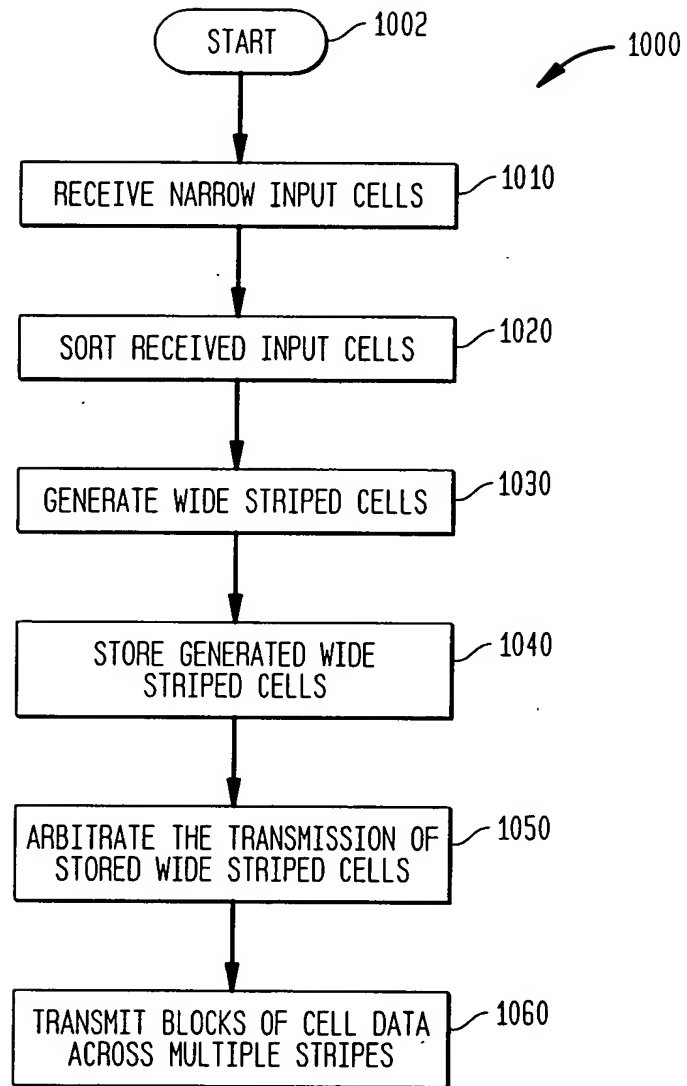 START
1002
1000
RECEIVE NARROW INPUT CELLS
1010
SORT RECEIVED INPUT CELLS
1020
GENERATE WIDE STRIPED CELLS
1030
STORE GENERATED WIDE
STRIPED CELLS
1040
ARBITRATE THE TRANSMISSION OF
STORED WIDE STRIPED CELLS
1050
TRANSMIT BLOCKS OF CELL DATA
ACROSS MULTIPLE STRIPES
1060